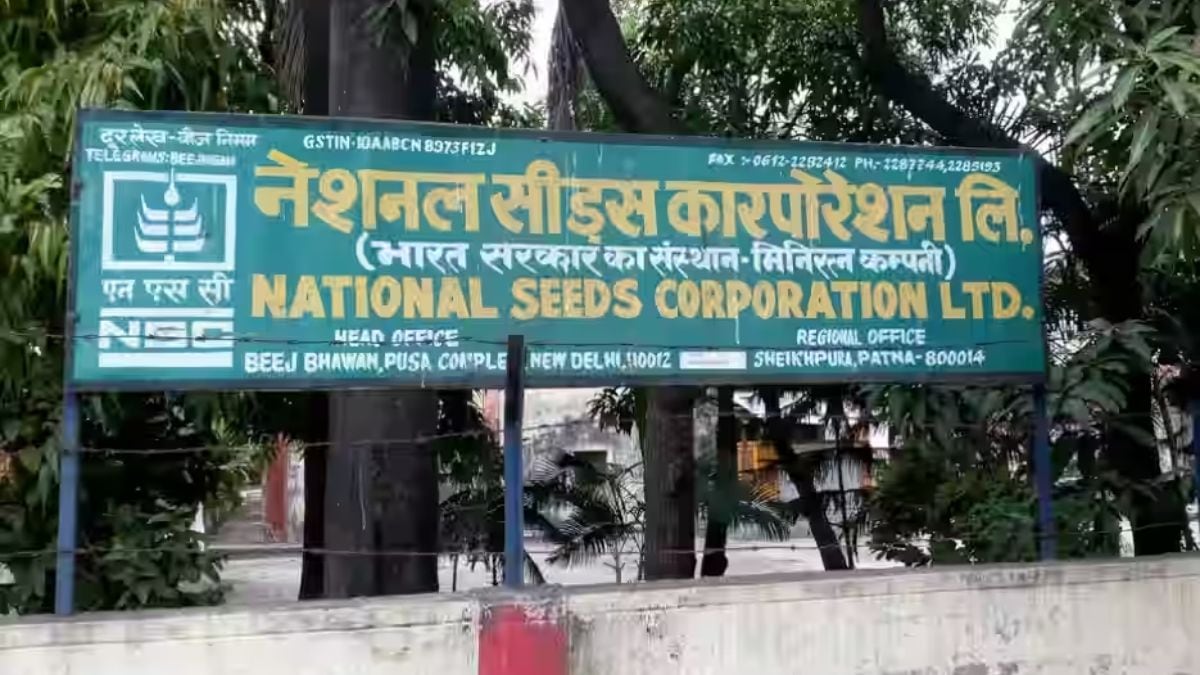 दूरलेख-बीज निगम
TELEGRAMS: BEEJNIGAM
GSTIN-10AABCN8973F1ZJ
FAX :- 0612-2292412 PH.- 2287244,2285193
नेशनल सीड्स कारपोरेशन लि.
(भारत सरकार का संस्थान-मिनिरत्न कम्पनी)
एन एस सी
NSC
NATIONAL SEEDS CORPORATION LTD.
HEAD OFFICE
BEEJ BHAWAN,PUSA COMPLE NEW DELHI,110012
REGIONAL OFFICE
SHEIKHPURA,PATNA-800014